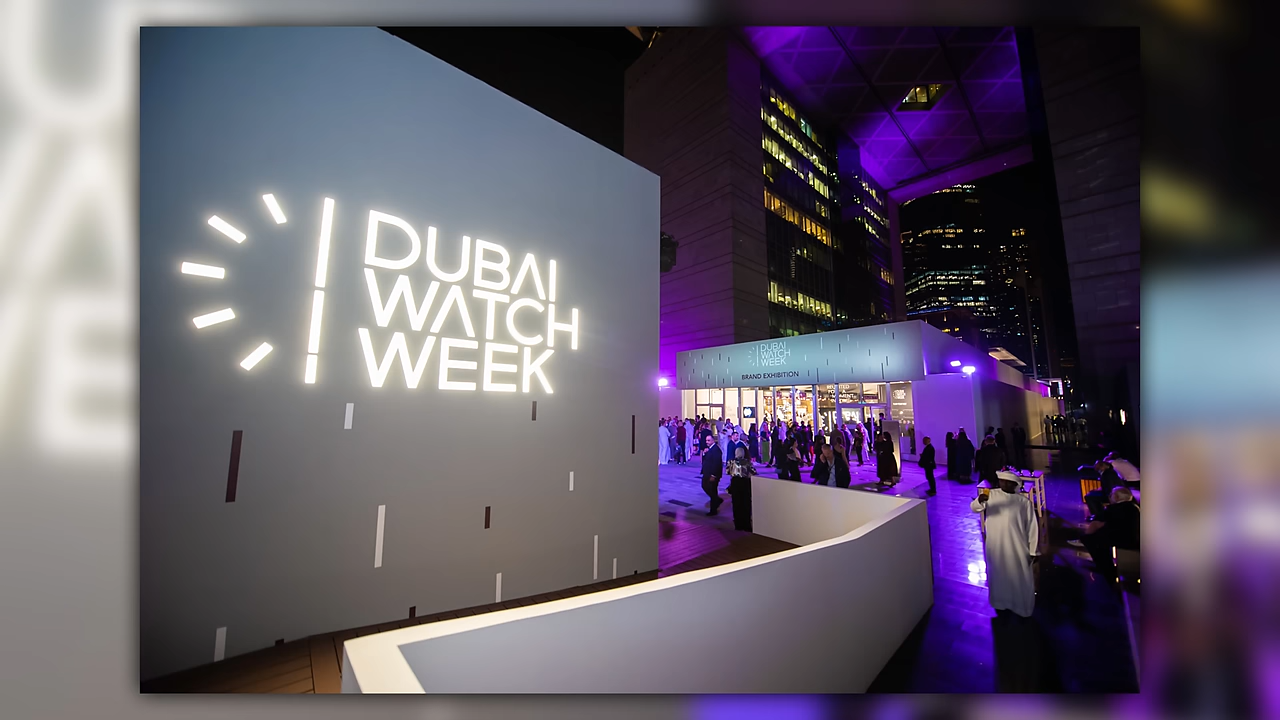 DUBAI
WATCH
WEEK
DUBAI
WATCH
WEEK
BRAND EXHIBITION